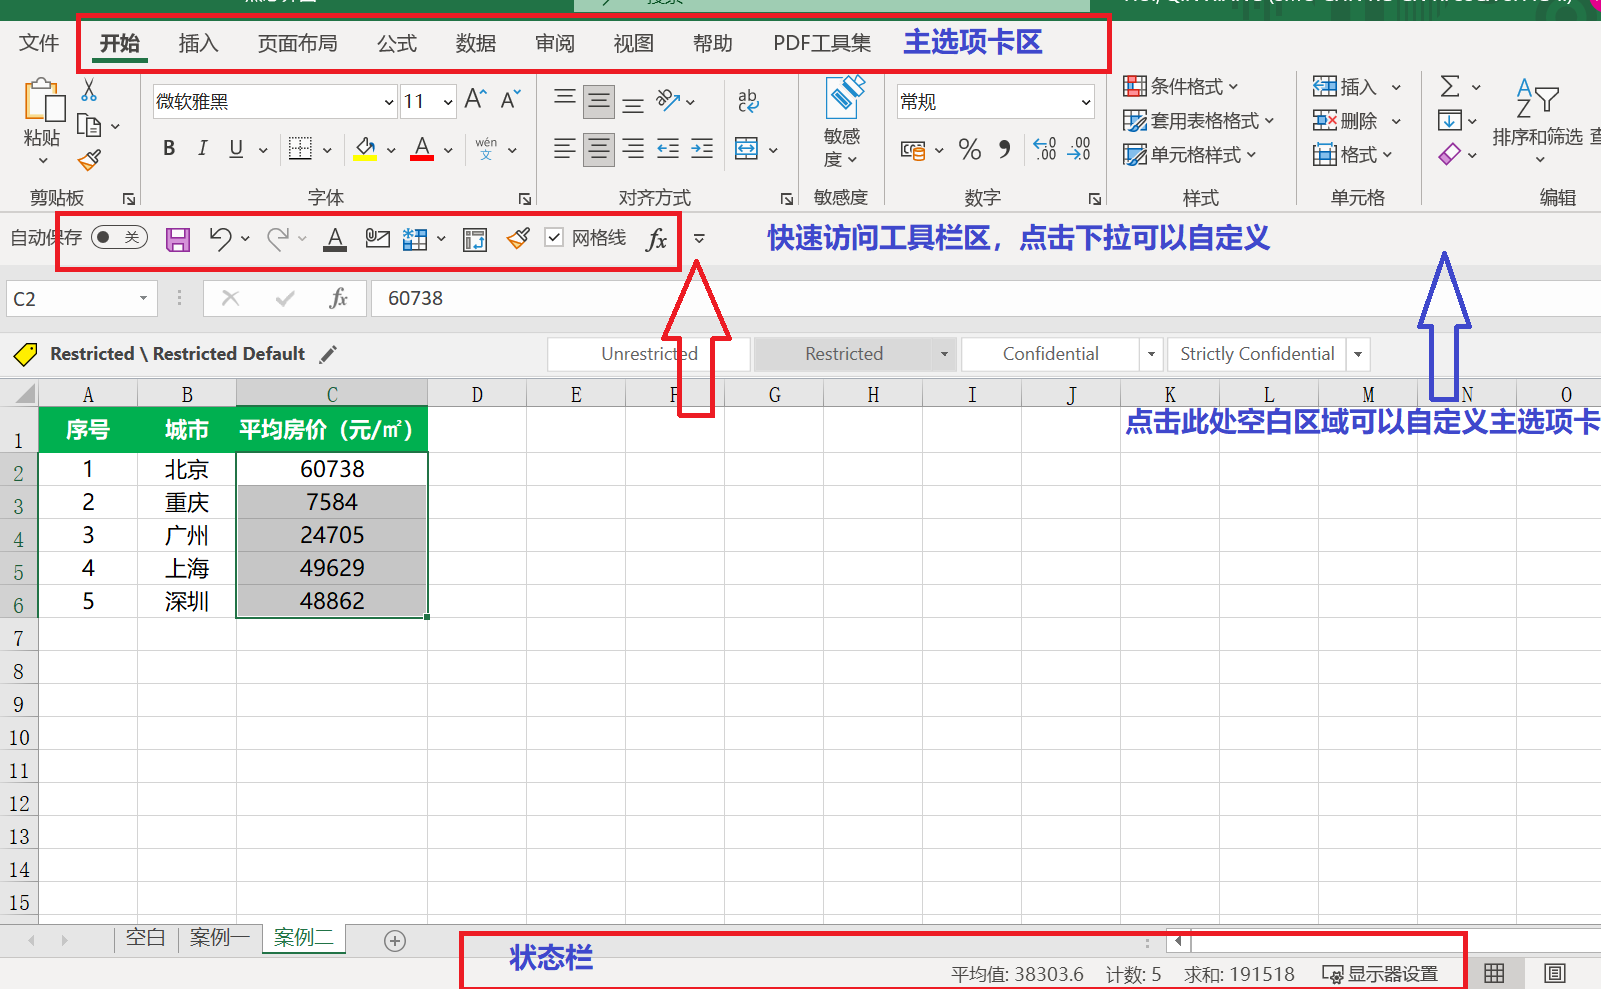 文件 开始 插入 页面布局 公式 数据 审阅 视图 帮助 PDF工具集 主选项卡区
粘贴
微软雅黑 11
B I U A wén 文
ab
敏感
度
常规
条件格式
套用表格格式
单元格样式
插入
删除
格式
排序和筛选
剪贴板 字体 对齐方式 敏感度 数字 样式 单元格 编辑
自动保存 关 网格线 fx 快速访问工具栏区，点击下拉可以自定义
C2 fx 60738
Restricted \ Restricted Default Unrestricted Restricted Confidential Strictly Confidential
A B C D E F G H I J K L M N O
点击此处空白区域可以自定义主选项卡
1 序号 城市 平均房价（元/㎡）
2 1 北京 60738
3 2 重庆 7584
4 3 广州 24705
5 4 上海 49629
6 5 深圳 48862
7
8
9
10
11
12
13
14
15
空白 案例一 案例二
状态栏
平均值: 38303.6 计数: 5 求和: 191518 显示器设置